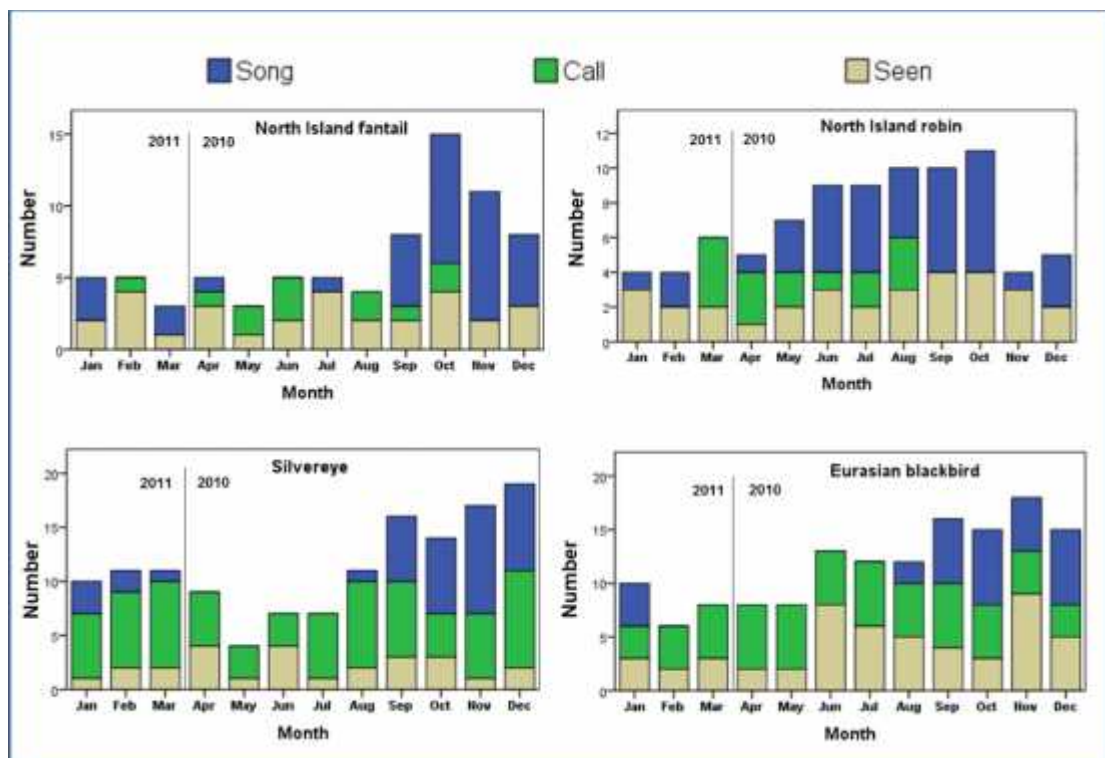 Song Call Seen
North Island fantail
2011 2010
15
10
5
0
Number
Jan Feb Mar Apr May Jun Jul Aug Sep Oct Nov Dec
Month
North Island robin
2011 2010
12
10
8
6
4
2
0
Number
Jan Feb Mar Apr May Jun Jul Aug Sep Oct Nov Dec
Month
Silvereye
2011 2010
20
15
10
5
0
Number
Jan Feb Mar Apr May Jun Jul Aug Sep Oct Nov Dec
Month
Eurasian blackbird
2011 2010
20
15
10
5
0
Number
Jan Feb Mar Apr May Jun Jul Aug Sep Oct Nov Dec
Month